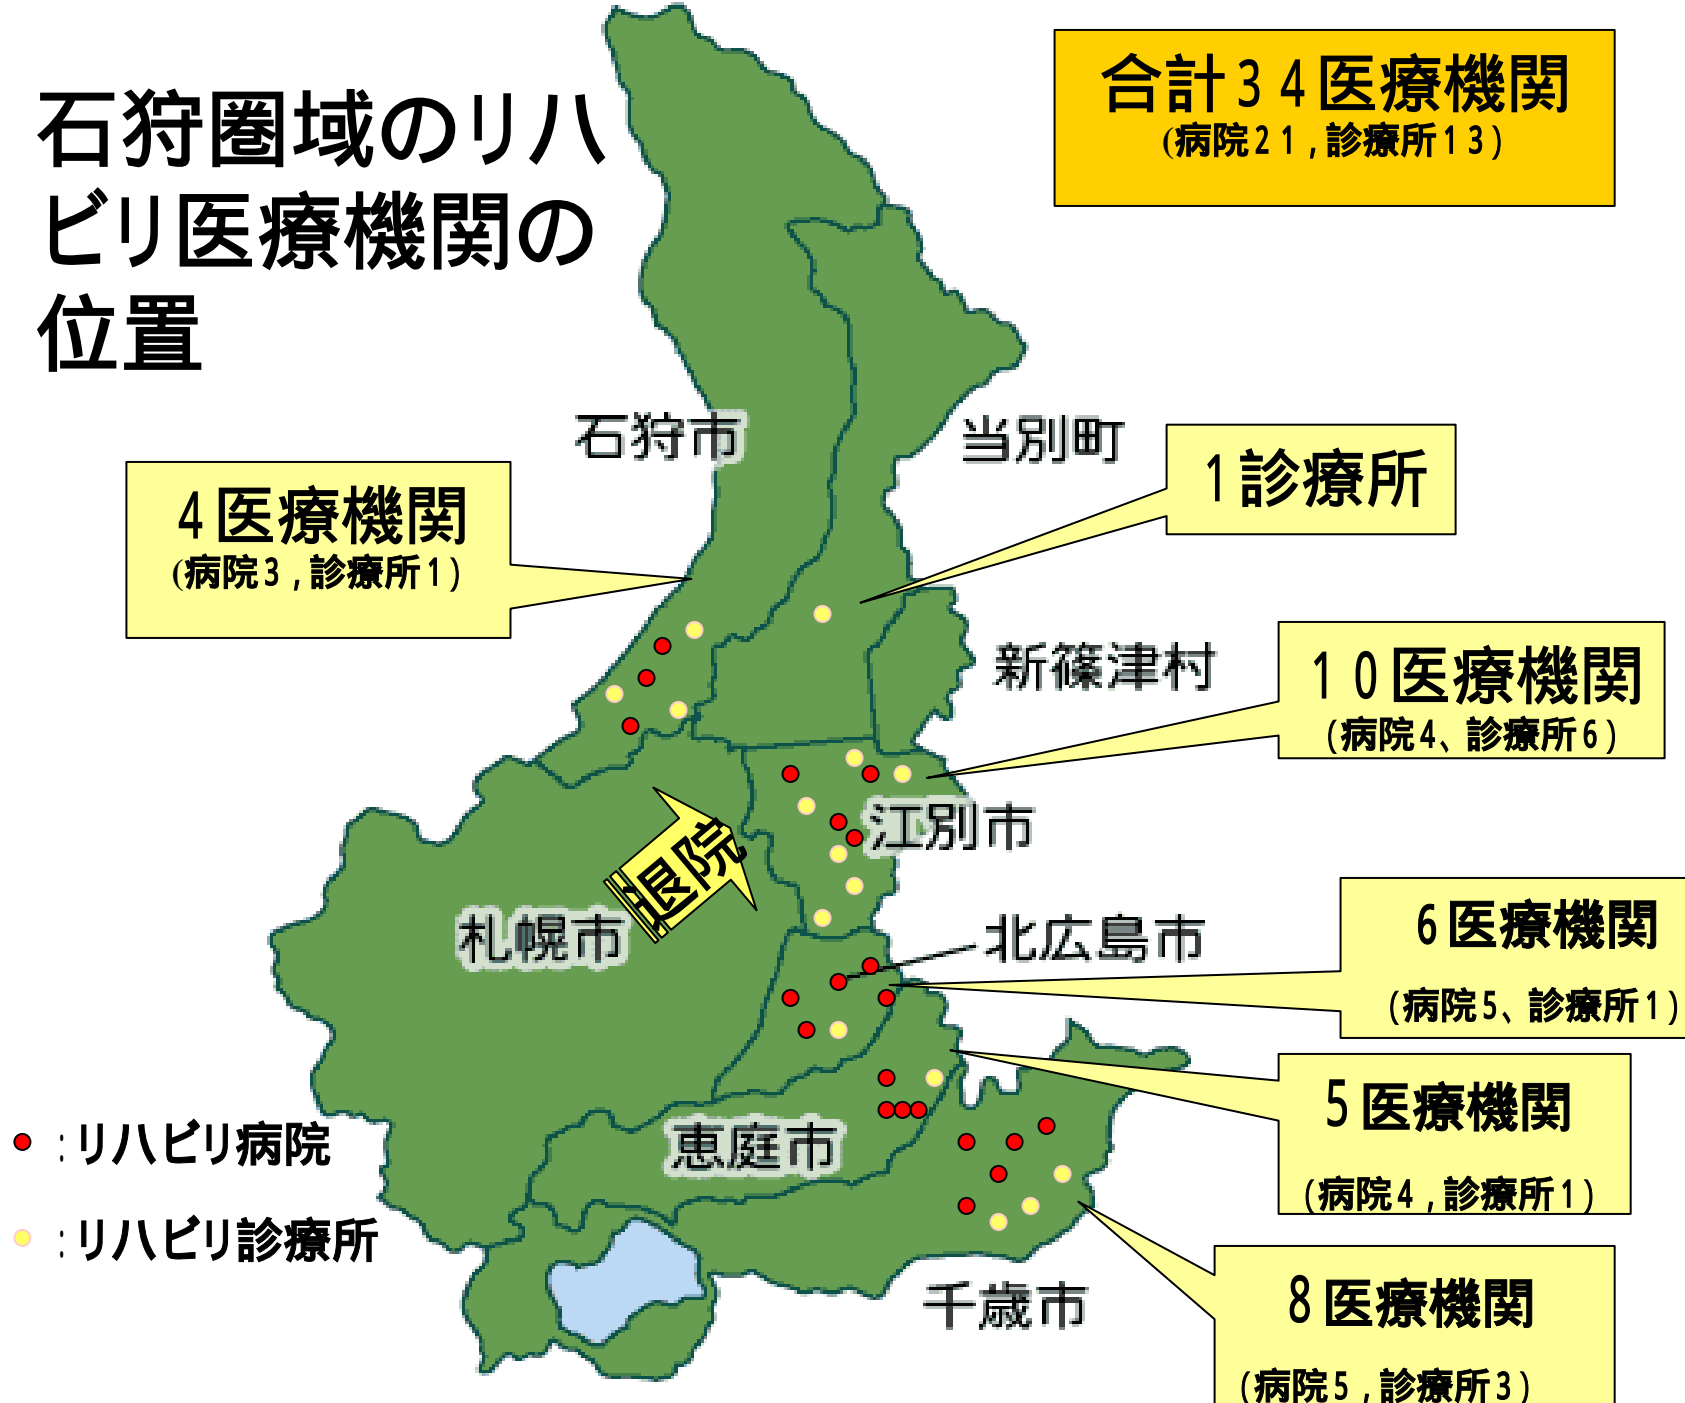 石狩圏域のリハ
ビリ医療機関の
位置
合計34医療機関
(病院21,診療所13)
石狩市
当別町
1診療所
4医療機関
(病院3,診療所1)
新篠津村
10医療機関
(病院4、診療所6)
江別市
退院
札幌市
北広島市
6医療機関
(病院5、診療所1)
5医療機関
(病院4,診療所1)
恵庭市
:リハビリ病院
:リハビリ診療所
千歳市
8医療機関
(病院5,診療所3)